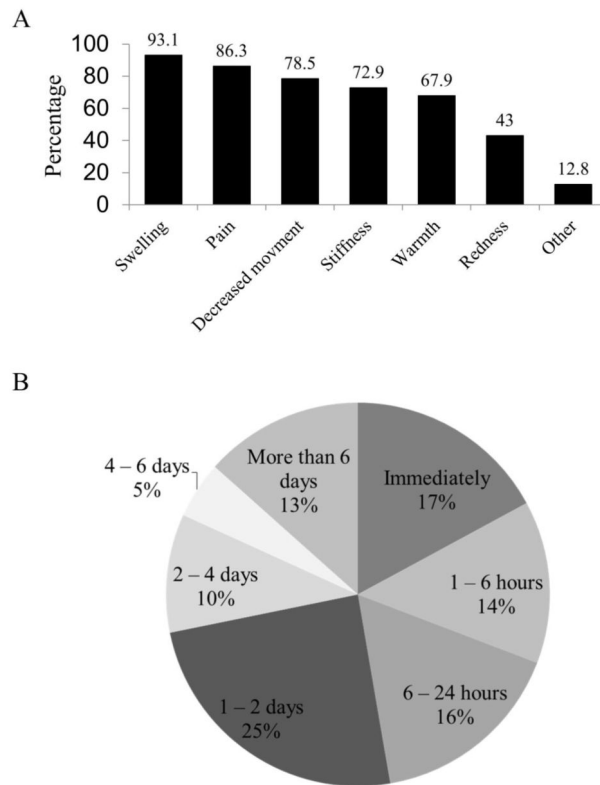 A
Percentage
100
80
60
40
20
0
93.1
86.3
78.5
72.9
67.9
43
12.8
Swelling
Pain
Decreased movment
Stiffness
Warmth
Redness
Other
B
Immediately
17%
1 – 6 hours
14%
6 – 24 hours
16%
1 – 2 days
25%
2 – 4 days
10%
4 – 6 days
5%
More than 6
days
13%